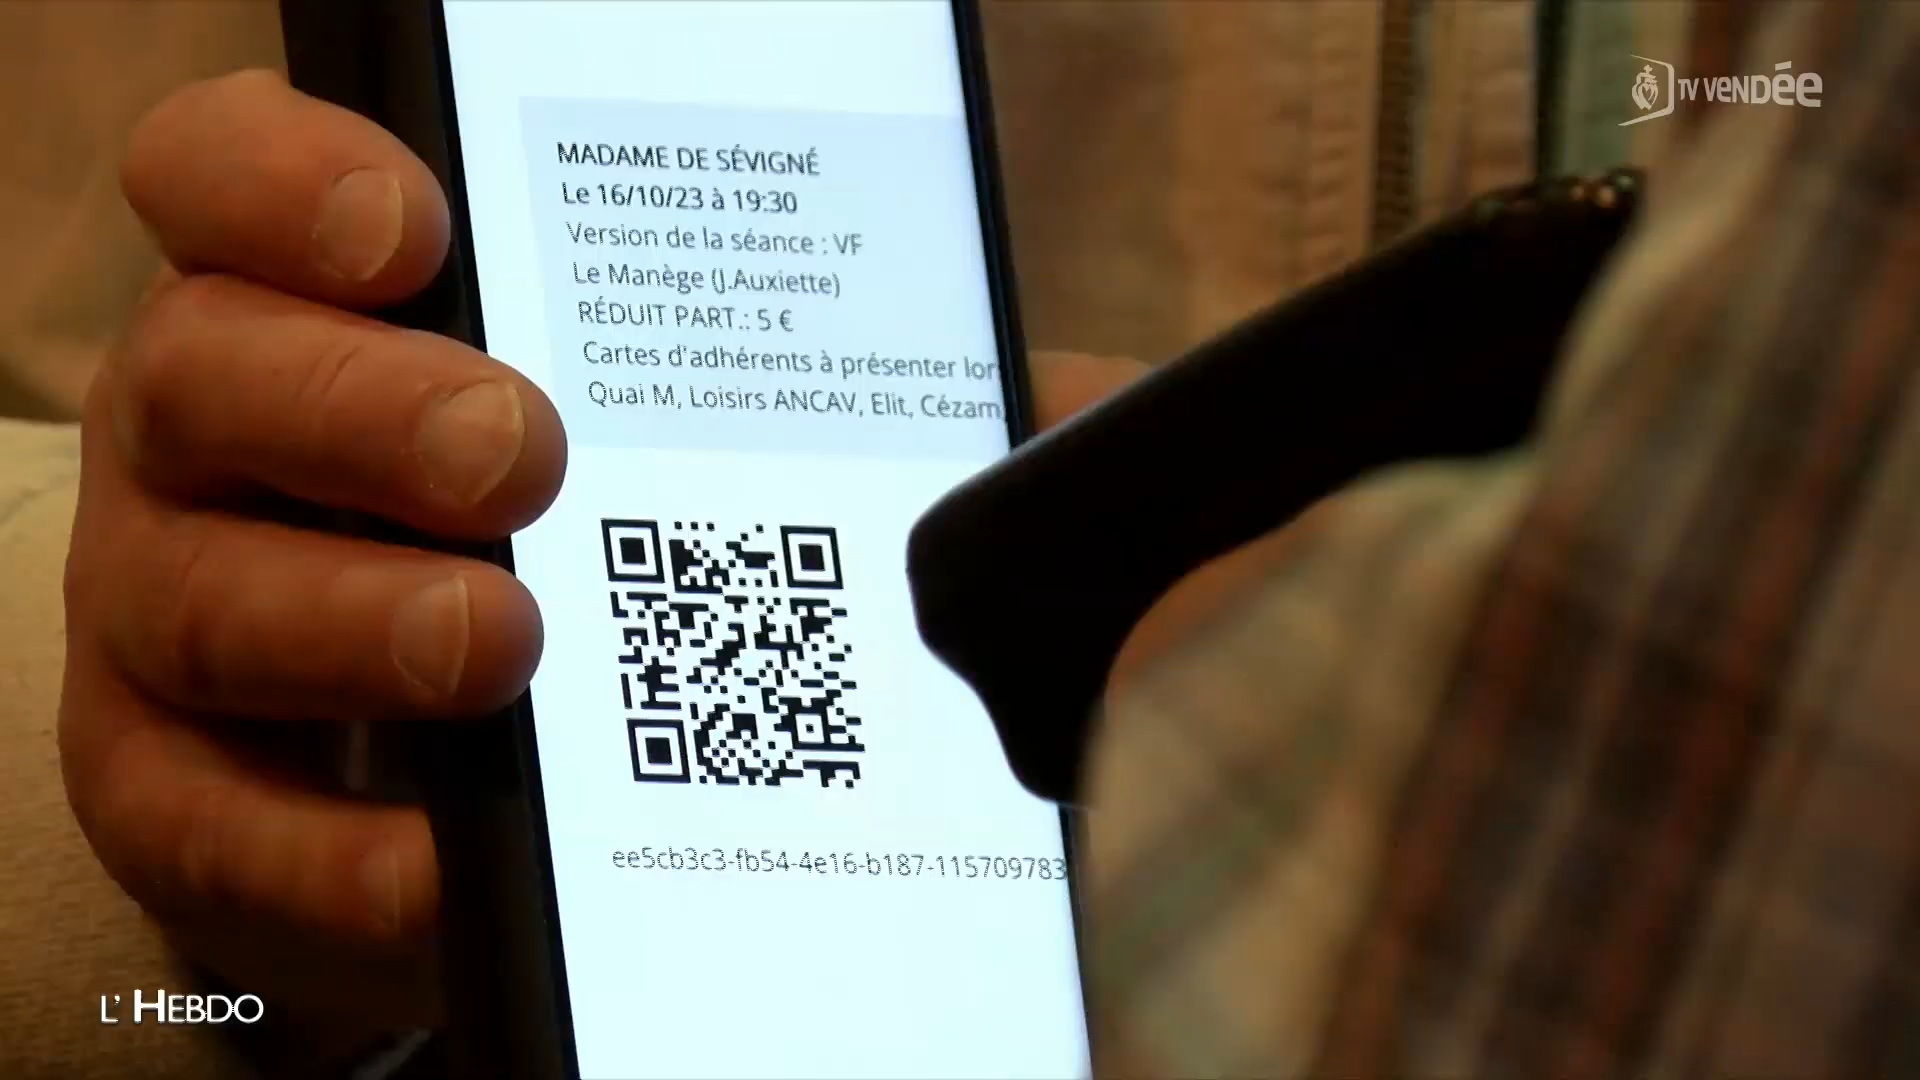 TV VENDÉE
MADAME DE SÉVIGNÉ
Le 16/10/23 à 19:30
Version de la séance : VF
Le Manège (J.Auxiette)
RÉDUIT PART.: 5 €
Cartes d'adhérents à présenter lor
Quai M, Loisirs ANCAV, Elit, Cézam
ee5cb3c3-fb54-4e16-b187-115709783
L' HEBDO